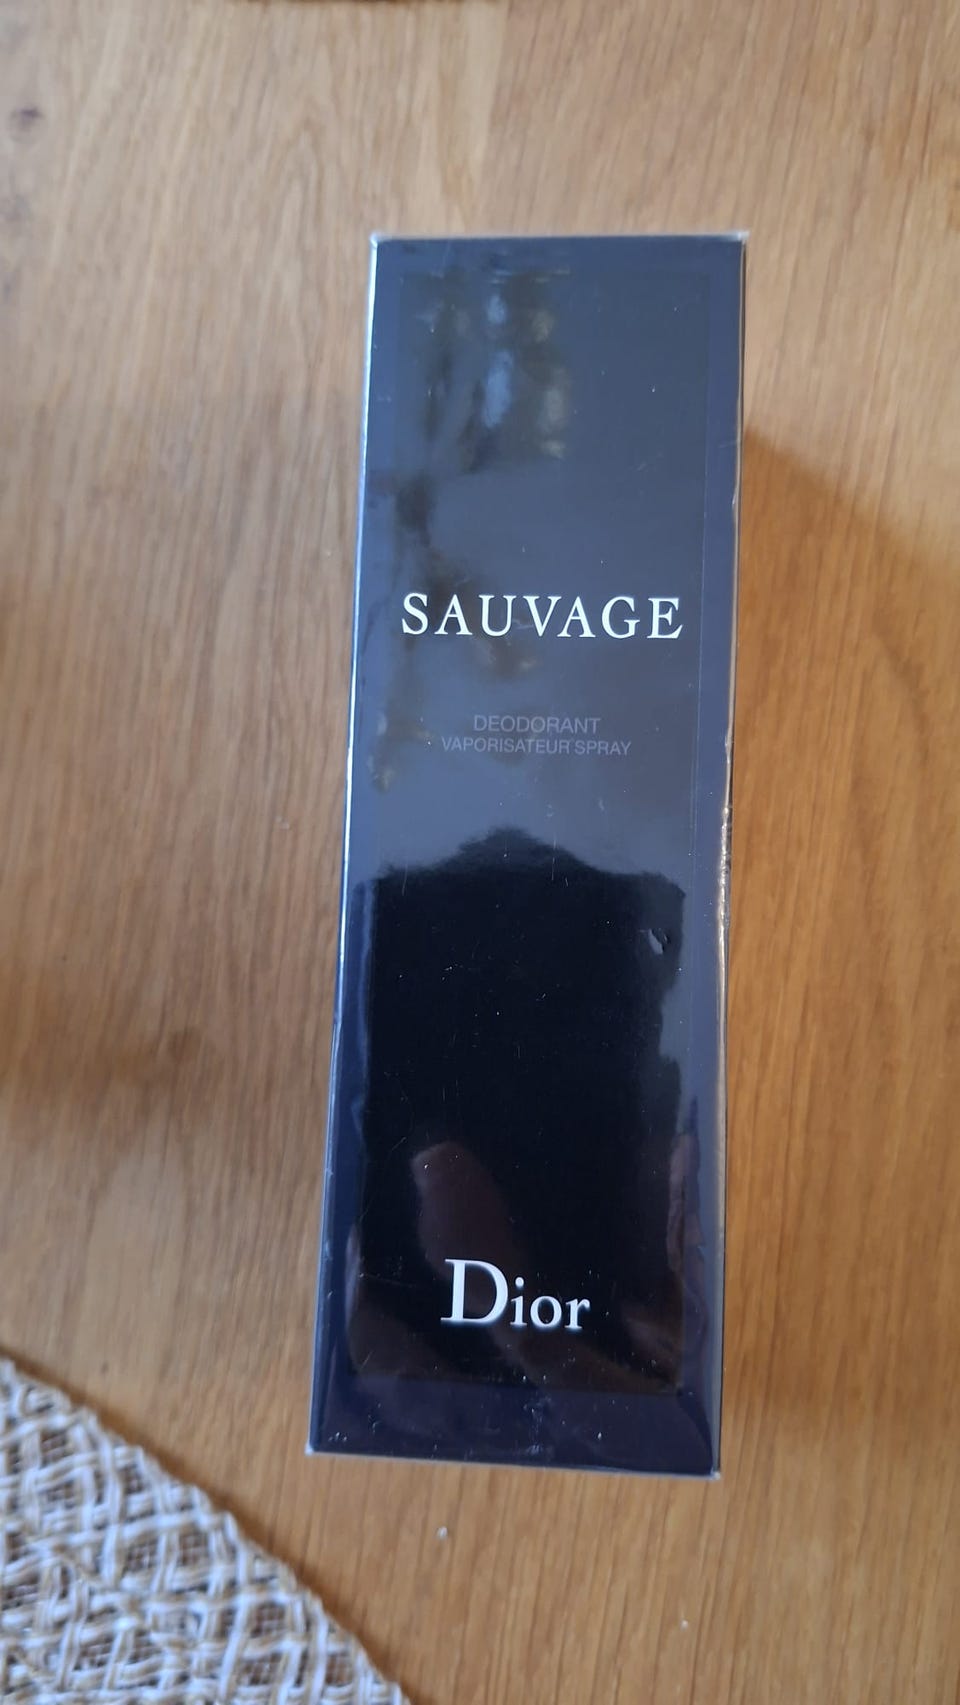 SAUVAGE
DEODORANT
VAPORISATEUR SPRAY
Dior